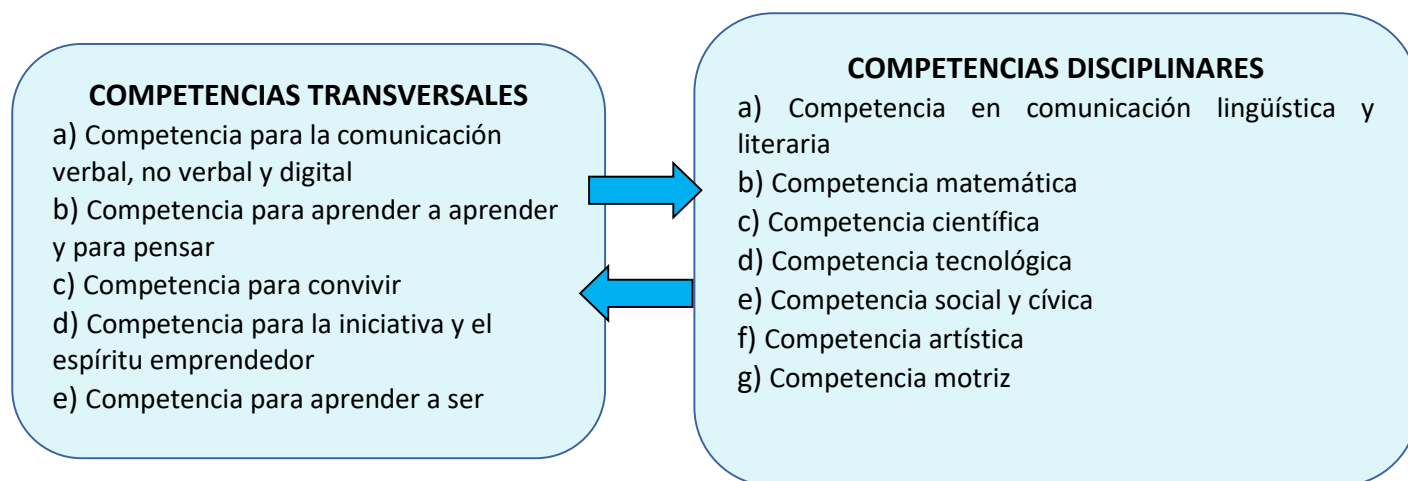 COMPETENCIAS TRANSVERSALES
a) Competencia para la comunicación
verbal, no verbal y digital
b) Competencia para aprender a aprender
y para pensar
c) Competencia para convivir
d) Competencia para la iniciativa y el
espíritu emprendedor
e) Competencia para aprender a ser
COMPETENCIAS DISCIPLINARES
a) Competencia en comunicación lingüística y
literaria
b) Competencia matemática
c) Competencia científica
d) Competencia tecnológica
e) Competencia social y cívica
f) Competencia artística
g) Competencia motriz